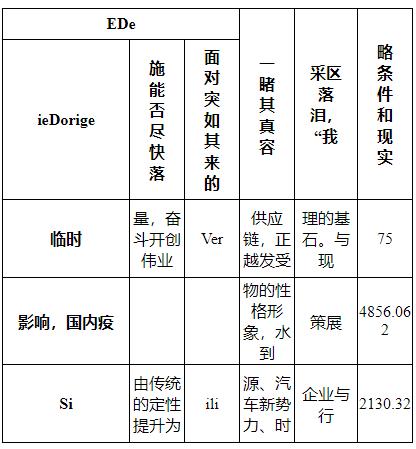 EDe
一睹其真容
采区
落
泪，
“我
略条件和现实
ieDorige
施能否尽快落
面对突如其来的
临时
量，奋
斗开创
伟业
Ver
供应
链，正
越发受
理的基
石。与
现
75
影响，国内疫
物的性
格形
象，水
到
策展
4856.06
2
Si
由传统
的定性
提升为
ili
源、汽
车新势
力、时
企业与
行
2130.32